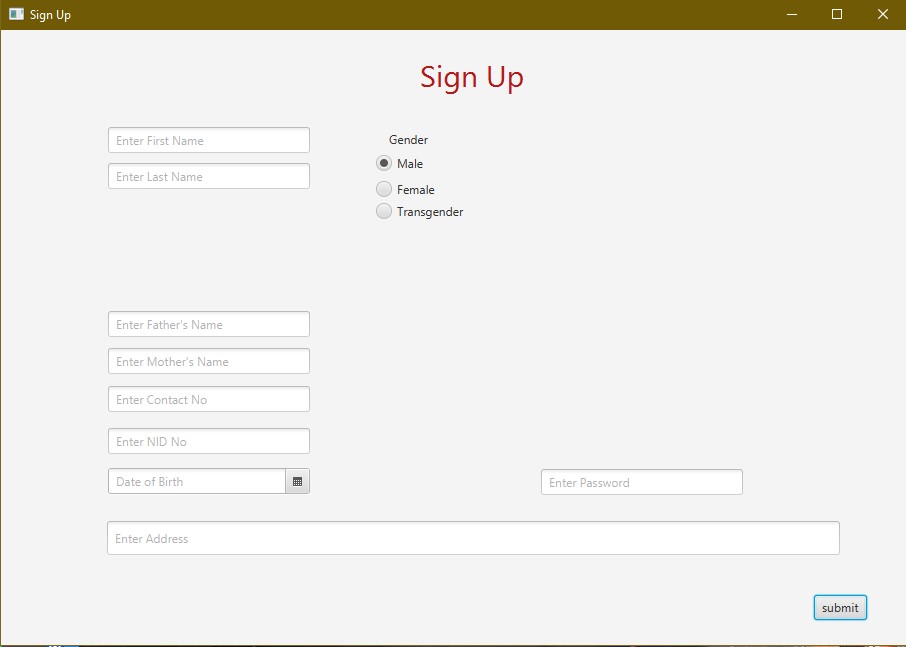 Sign Up
Sign Up
Enter First Name
Enter Last Name
Gender
Male
Female
Transgender
Enter Father's Name
Enter Mother's Name
Enter Contact No
Enter NID No
Date of Birth
Enter Password
Enter Address
submit